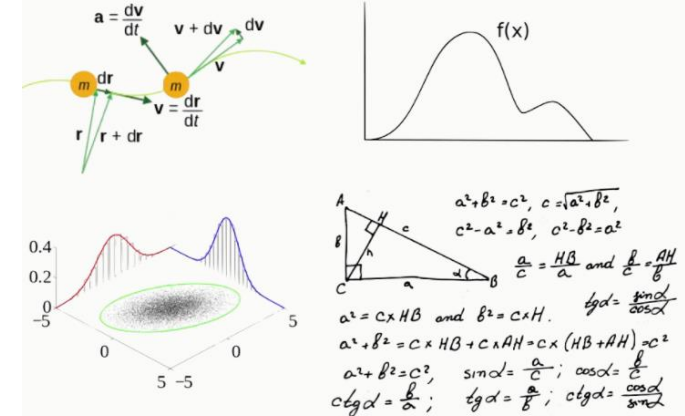 a = dv/dt
v + dv
dv
v
m
dr
m
v = dr/dt
r
r + dr
f(x)
0.4
0.2
0
−5
0
5
−5
0
5
A
H
c
b
h
α
C
a
B
a²+b²=c², c=√a²+b²,
c²-a²=b², c²-b²=a²
a/c = HB/a and b/c = AH/b
tgα = sinα/cosα
a² = c×HB and b² = c×H.
a²+b² = c×HB+c×AH=c×(HB+AH)=c²
a²+b²=c², sinα = a/c; cosα = b/c
ctgα = b/a; tgα = a/b; ctgα = cosα/sinα